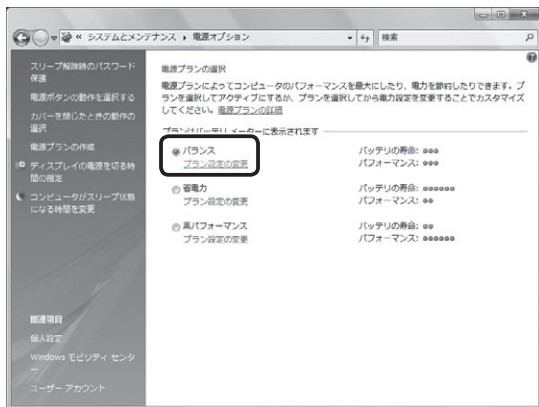 « システムとメンテナンス ▸ 電源オプション
検索
スリープ解除時のパスワード
保護
電源ボタンの動作を選択する
カバーを閉じたときの動作の
選択
電源プランの作成
ディスプレイの電源を切る時
間の指定
コンピュータがスリープ状態
になる時間を変更
関連項目
個人設定
Windows モビリティ センタ
ー
ユーザー アカウント
電源プランの選択
電源プランによってコンピュータのパフォーマンスを最大にしたり、電力を節約したりできます。プ
ランを選択してアクティブにするか、プランを選択してから電力設定を変更することでカスタマイズ
してください。電源プランの詳細
プランはバッテリ メーターに表示されます
バランス バッテリの寿命:
プラン設定の変更 パフォーマンス:
省電力 バッテリの寿命:
プラン設定の変更 パフォーマンス:
高パフォーマンス バッテリの寿命:
プラン設定の変更 パフォーマンス: